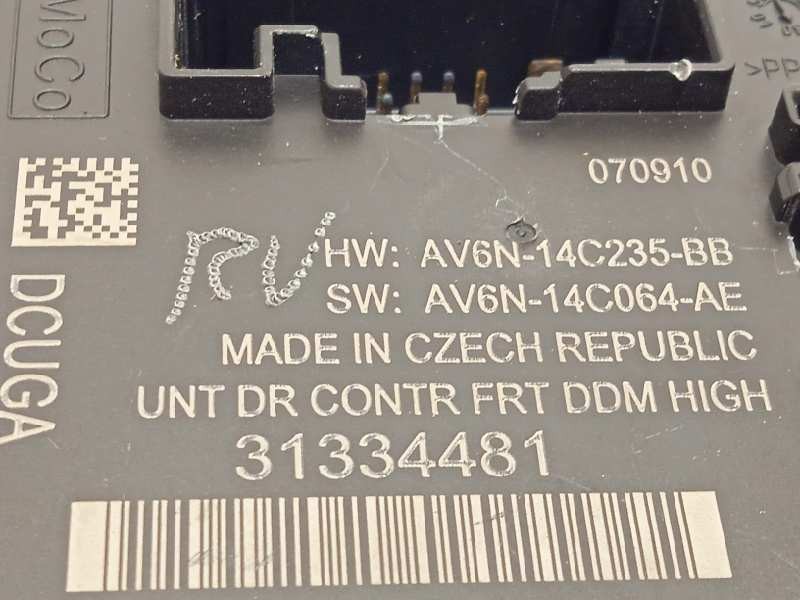 MoCo
>PP
070910
RV
HW: AV6N-14C235-BB
SW: AV6N-14C064-AE
MADE IN CZECH REPUBLIC
UNT DR CONTR FRT DDM HIGH
31334481
DCUGA